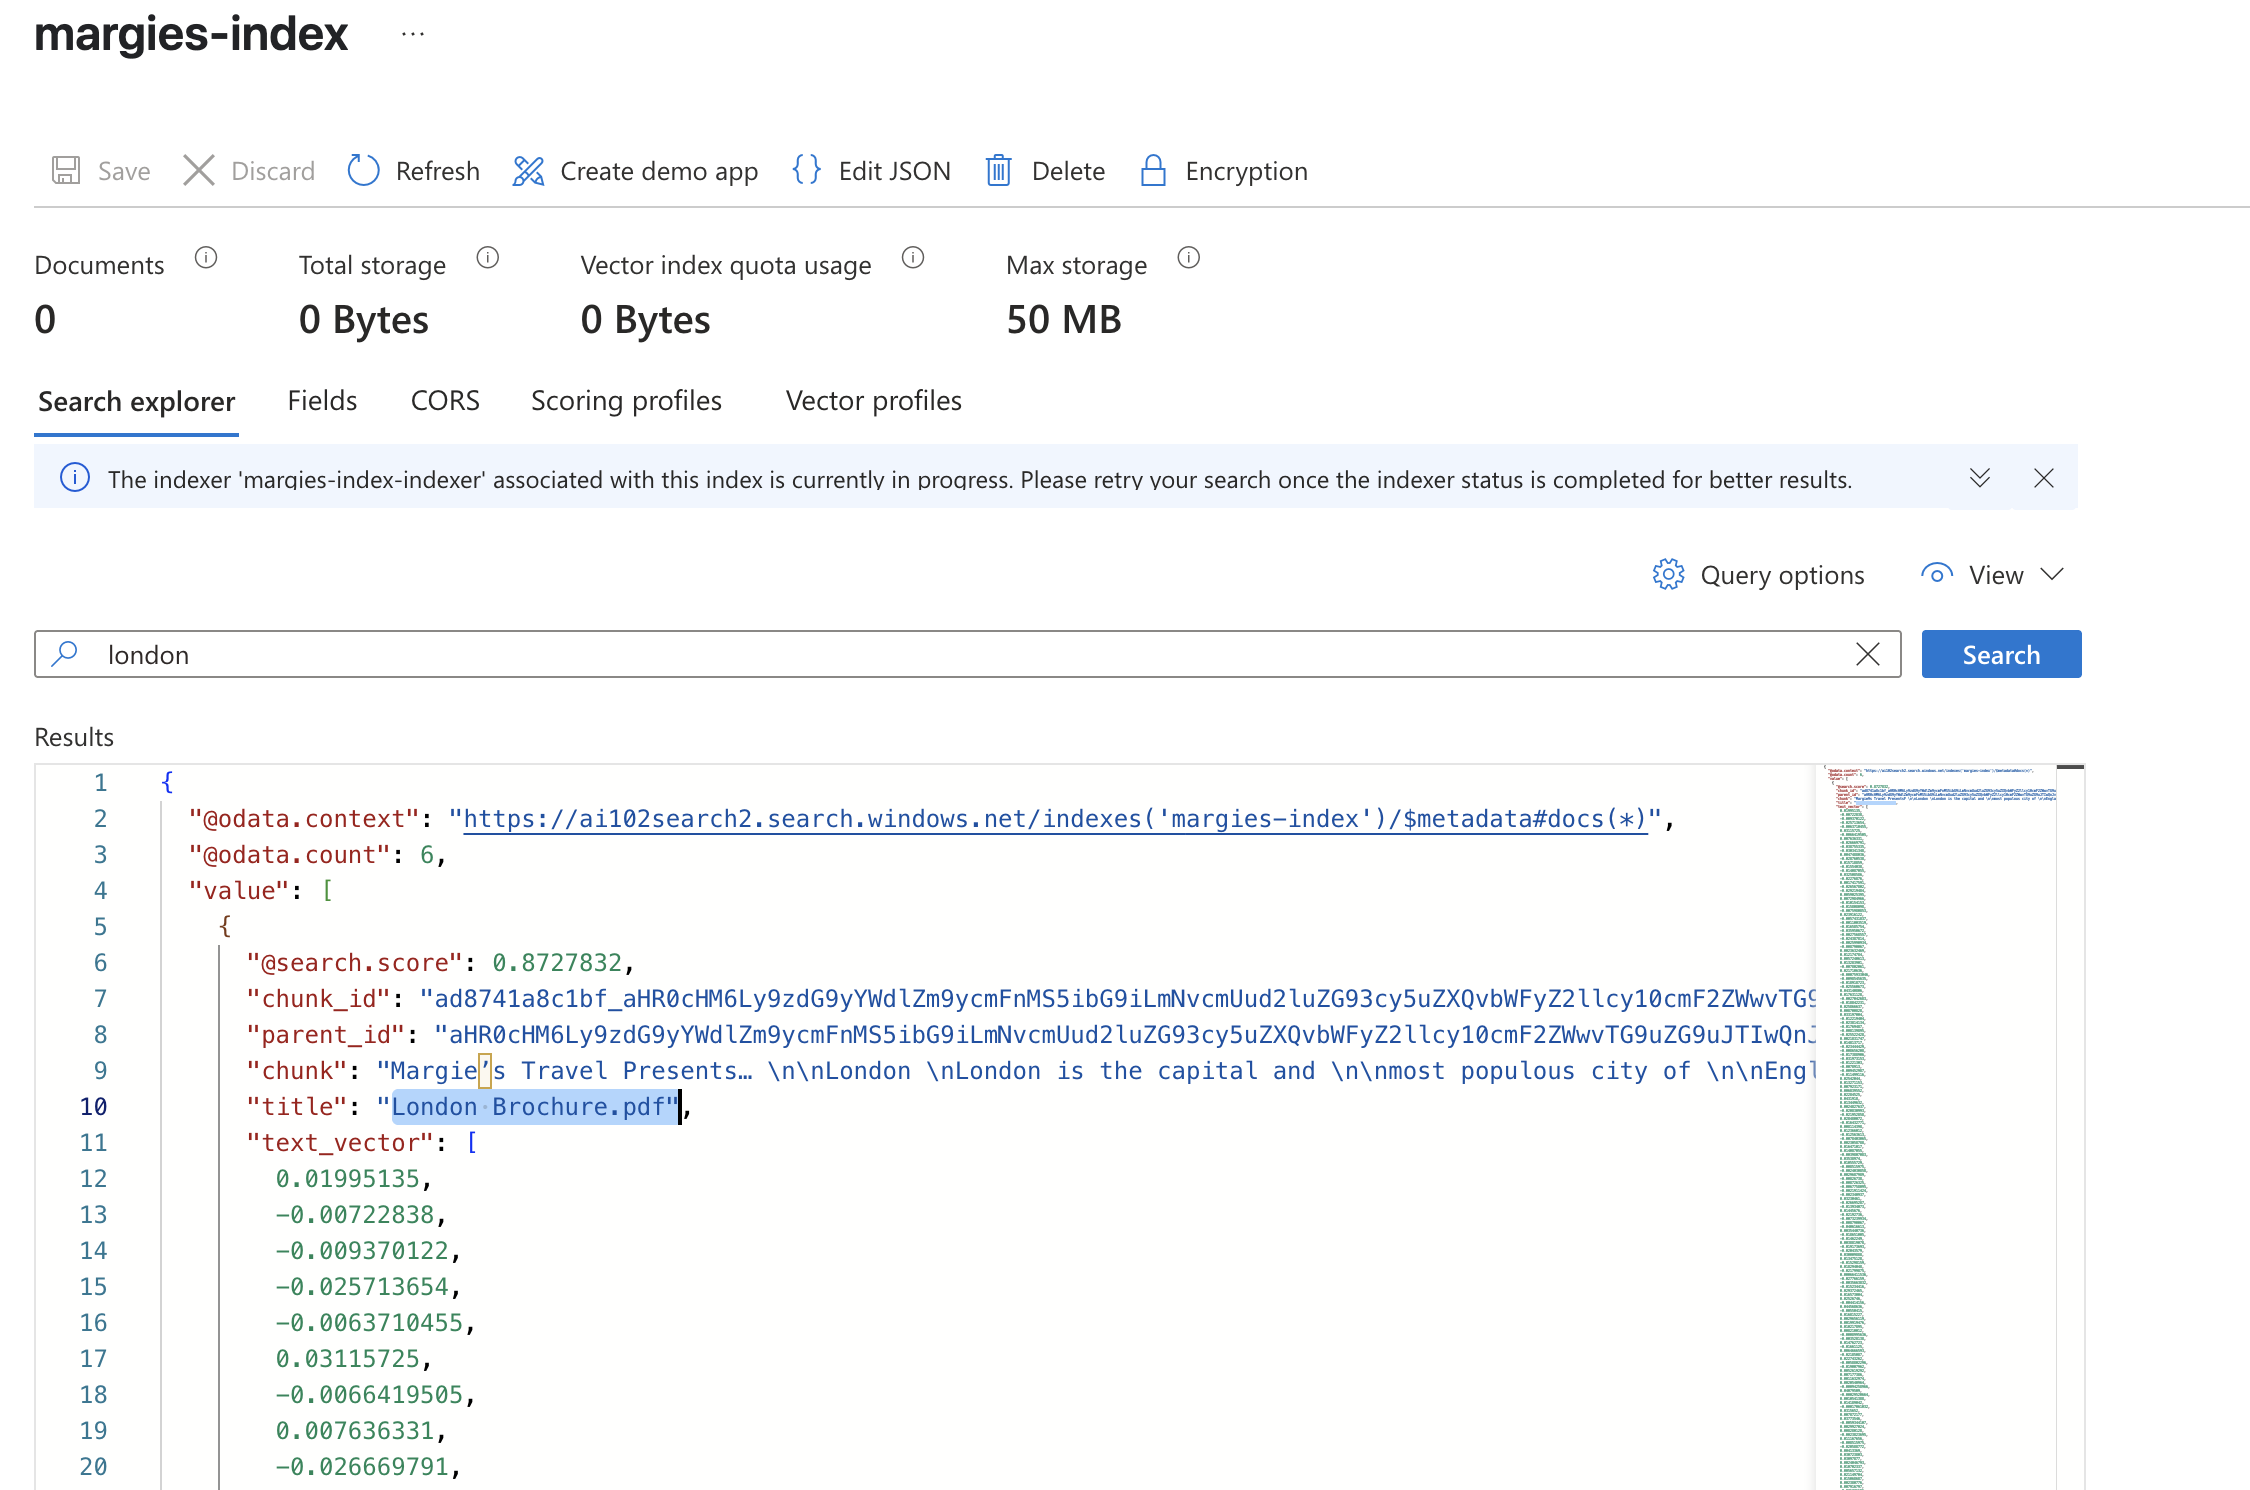 margies-index ...
Save Discard Refresh Create demo app {} Edit JSON Delete Encryption
Documents Total storage Vector index quota usage Max storage
0 0 Bytes 0 Bytes 50 MB
Search explorer Fields CORS Scoring profiles Vector profiles
The indexer 'margies-index-indexer' associated with this index is currently in progress. Please retry your search once the indexer status is completed for better results.
Query options View
london Search
Results
1 {
2 "@odata.context": "https://ai102search2.search.windows.net/indexes('margies-index')/$metadata#docs(*)",
3 "@odata.count": 6,
4 "value": [
5 {
6 "@search.score": 0.8727832,
7 "chunk_id": "ad8741a8c1bf_aHR0cHM6Ly9zdG9yYWdlZm9ycmFnMS5ibG9iLmNvcmUud2luZG93cy5uZXQvbWFyZ2llcy10cmF2ZWwvTG9
8 "parent_id": "aHR0cHM6Ly9zdG9yYWdlZm9ycmFnMS5ibG9iLmNvcmUud2luZG93cy5uZXQvbWFyZ2llcy10cmF2ZWwvTG9uZG9uJTIwQnJ
9 "chunk": "Margie’s Travel Presents… \n\nLondon \nLondon is the capital and \n\nmost populous city of \n\nEngl
10 "title": "London Brochure.pdf",
11 "text_vector": [
12 0.01995135,
13 -0.00722838,
14 -0.009370122,
15 -0.025713654,
16 -0.0063710455,
17 0.03115725,
18 -0.0066419505,
19 0.007636331,
20 -0.026669791,